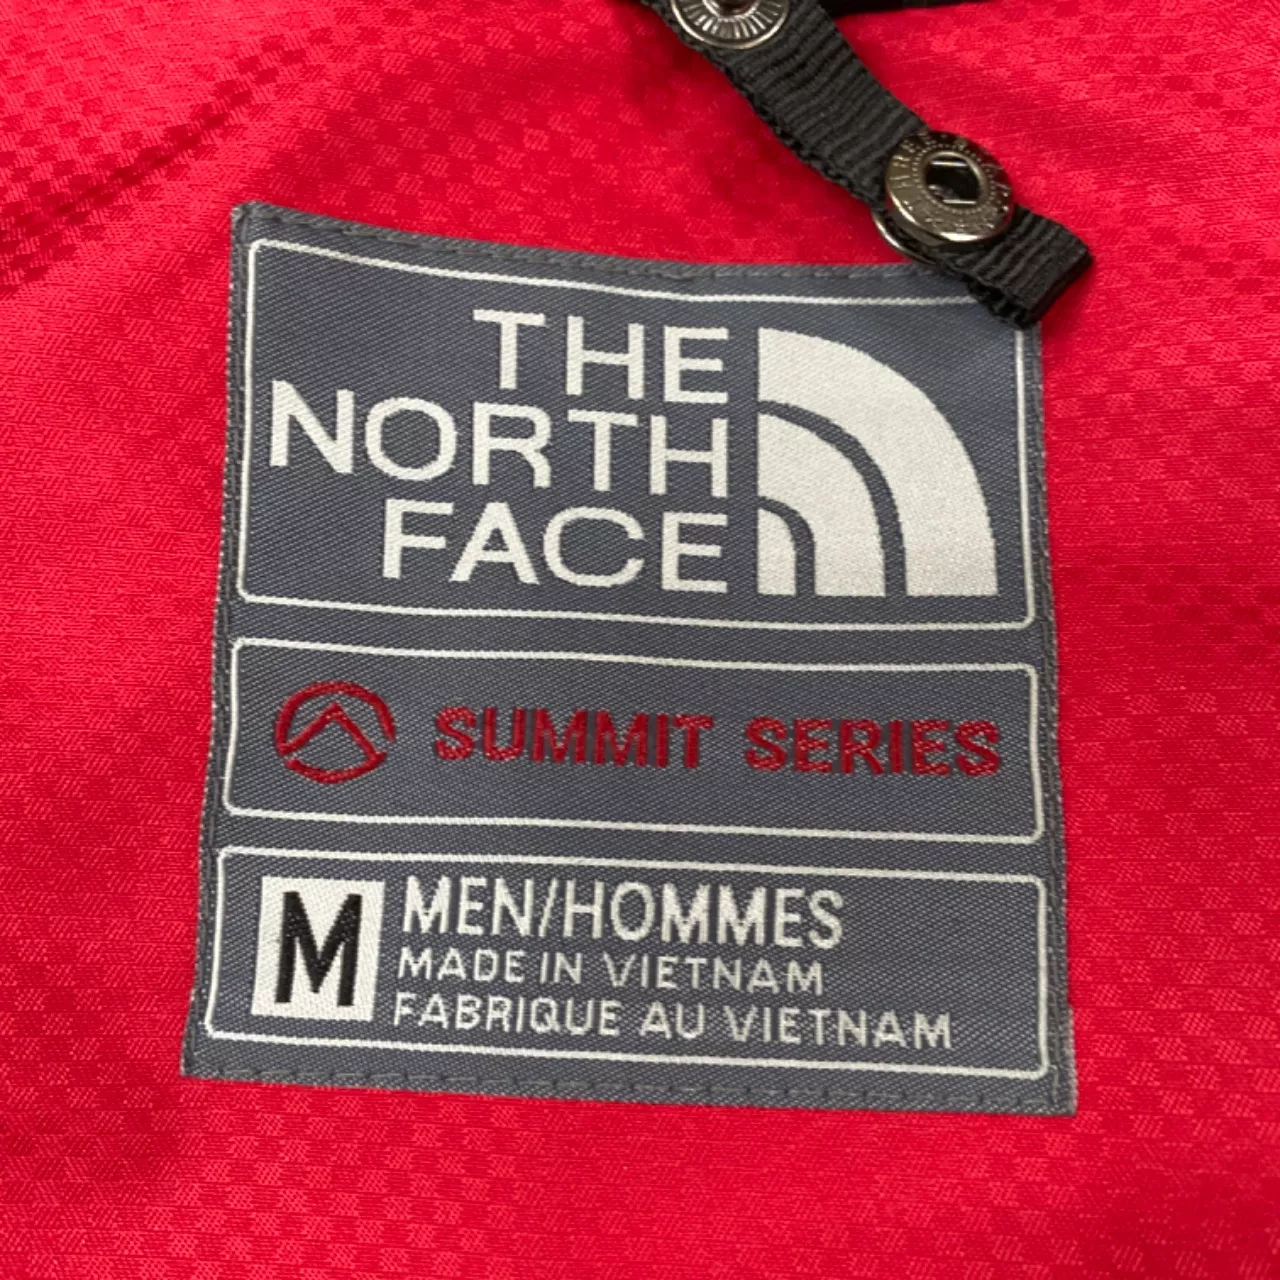 THE
NORTH
FACE
SUMMIT SERIES
M
MEN/HOMMES
MADE IN VIETNAM
FABRIQUE AU VIETNAM